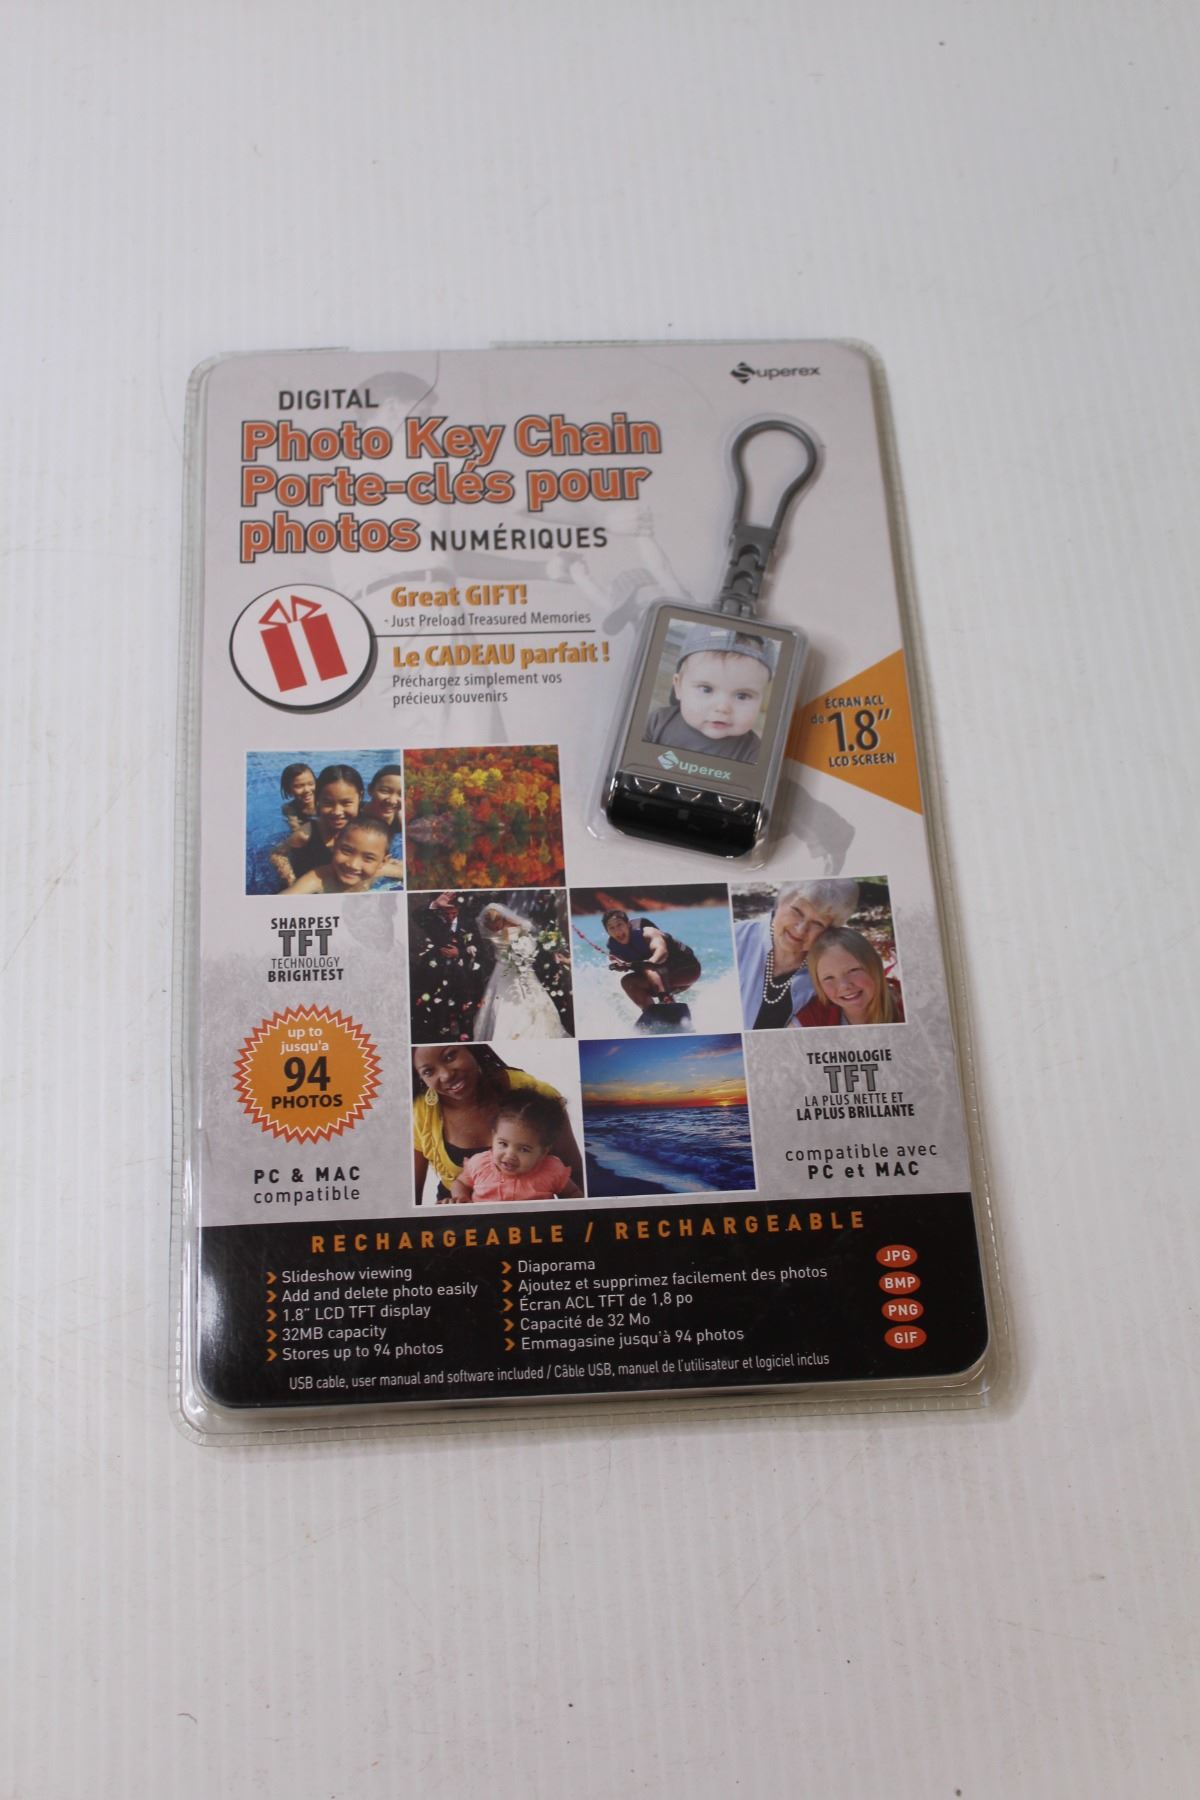 Superex
DIGITAL
Photo Key Chain
Porte-clés pour
photos NUMÉRIQUES
Great GIFT!
- Just Preload Treasured Memories
Le CADEAU parfait !
Préchargez simplement vos
précieux souvenirs
ÉCRAN ACL
de 1.8"
LCD SCREEN
Superex
SHARPEST
TFT
TECHNOLOGY
BRIGHTEST
up to
jusqu'a
94
PHOTOS
PC & MAC
compatible
TECHNOLOGIE
TFT
LA PLUS NETTE ET
LA PLUS BRILLANTE
compatible avec
PC et MAC
RECHARGEABLE / RECHARGEABLE
Slideshow viewing
Add and delete photo easily
1.8" LCD TFT display
32MB capacity
Stores up to 94 photos
Diaporama
Ajoutez et supprimez facilement des photos
Écran ACL TFT de 1,8 po
Capacité de 32 Mo
Emmagasine jusqu'à 94 photos
JPG
BMP
PNG
GIF
USB cable, user manual and software included / Câble USB, manuel de l'utilisateur et logiciel inclus